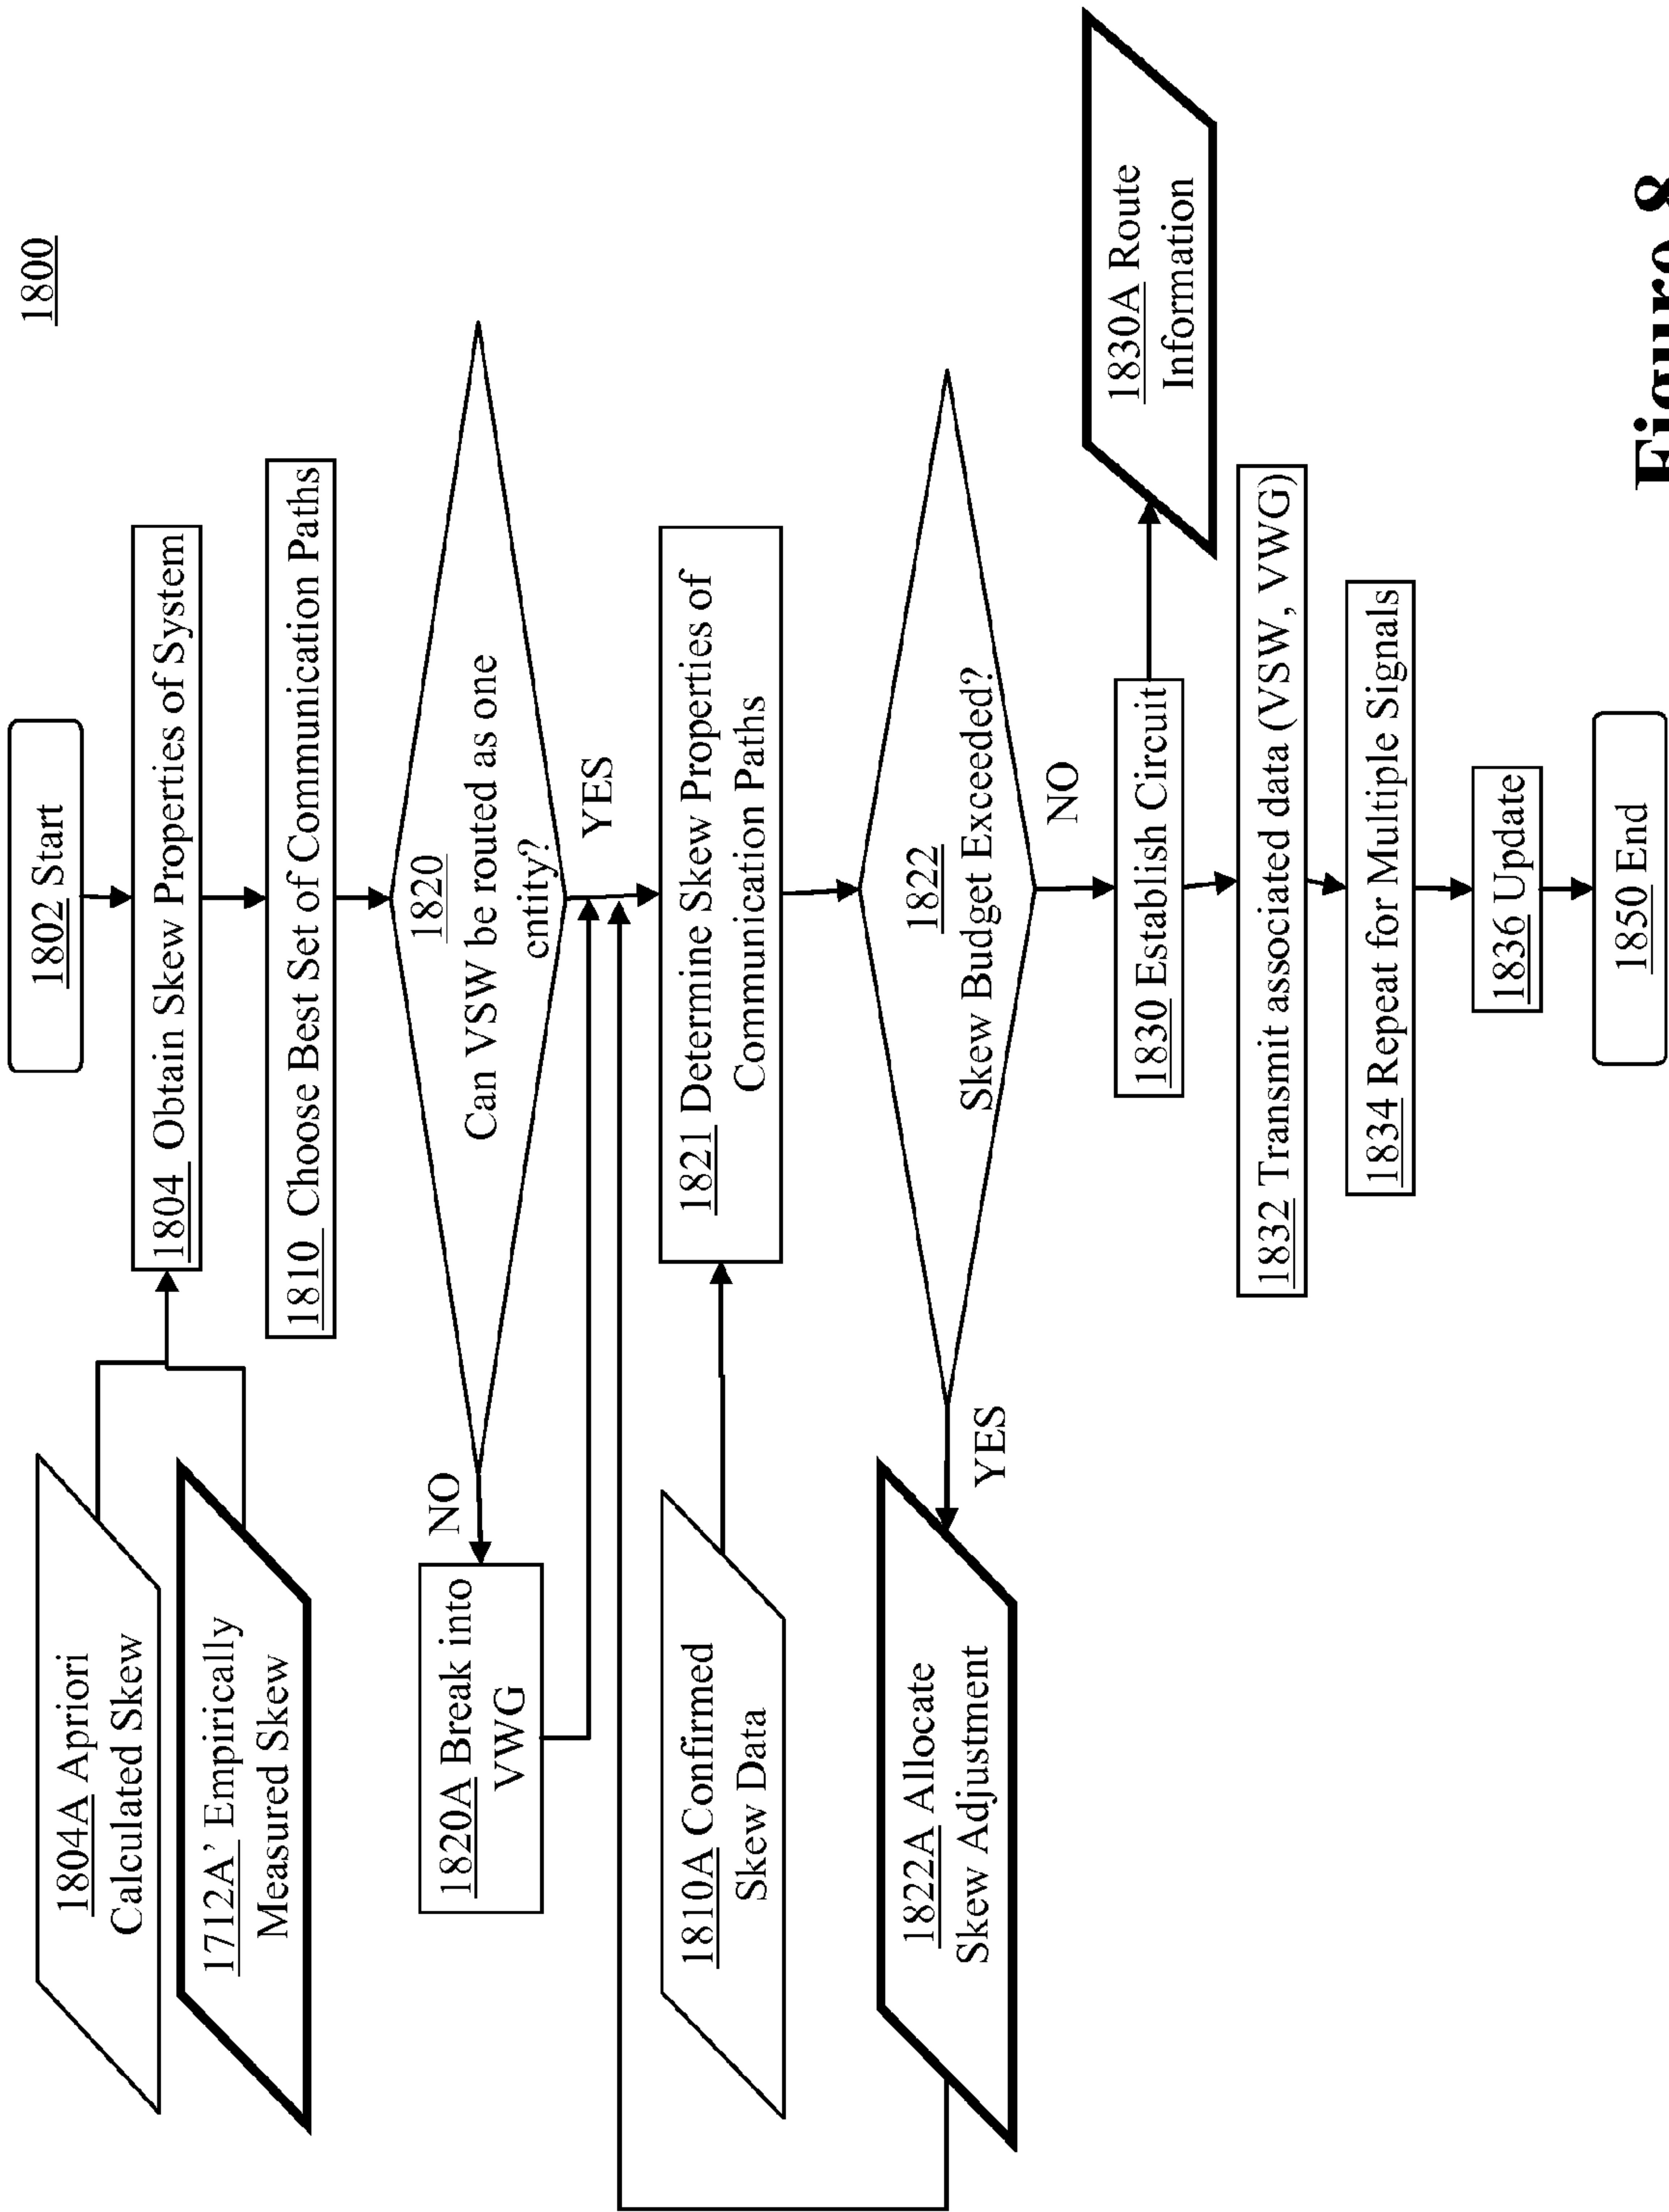 1800
1802 Start
1804A Apriori
Calculated Skew
1712A' Empirically
Measured Skew
1804 Obtain Skew Properties of System
1810 Choose Best Set of Communication Paths
1820
Can VSW be routed as one
entity?
NO
YES
1820A Break into
VWG
1810A Confirmed
Skew Data
1821 Determine Skew Properties of
Communication Paths
1822
Skew Budget Exceeded?
YES
NO
1822A Allocate
Skew Adjustment
1830 Establish Circuit
1830A Route
Information
1832 Transmit associated data (VSW, VWG)
1834 Repeat for Multiple Signals
1836 Update
1850 End
Figure 8